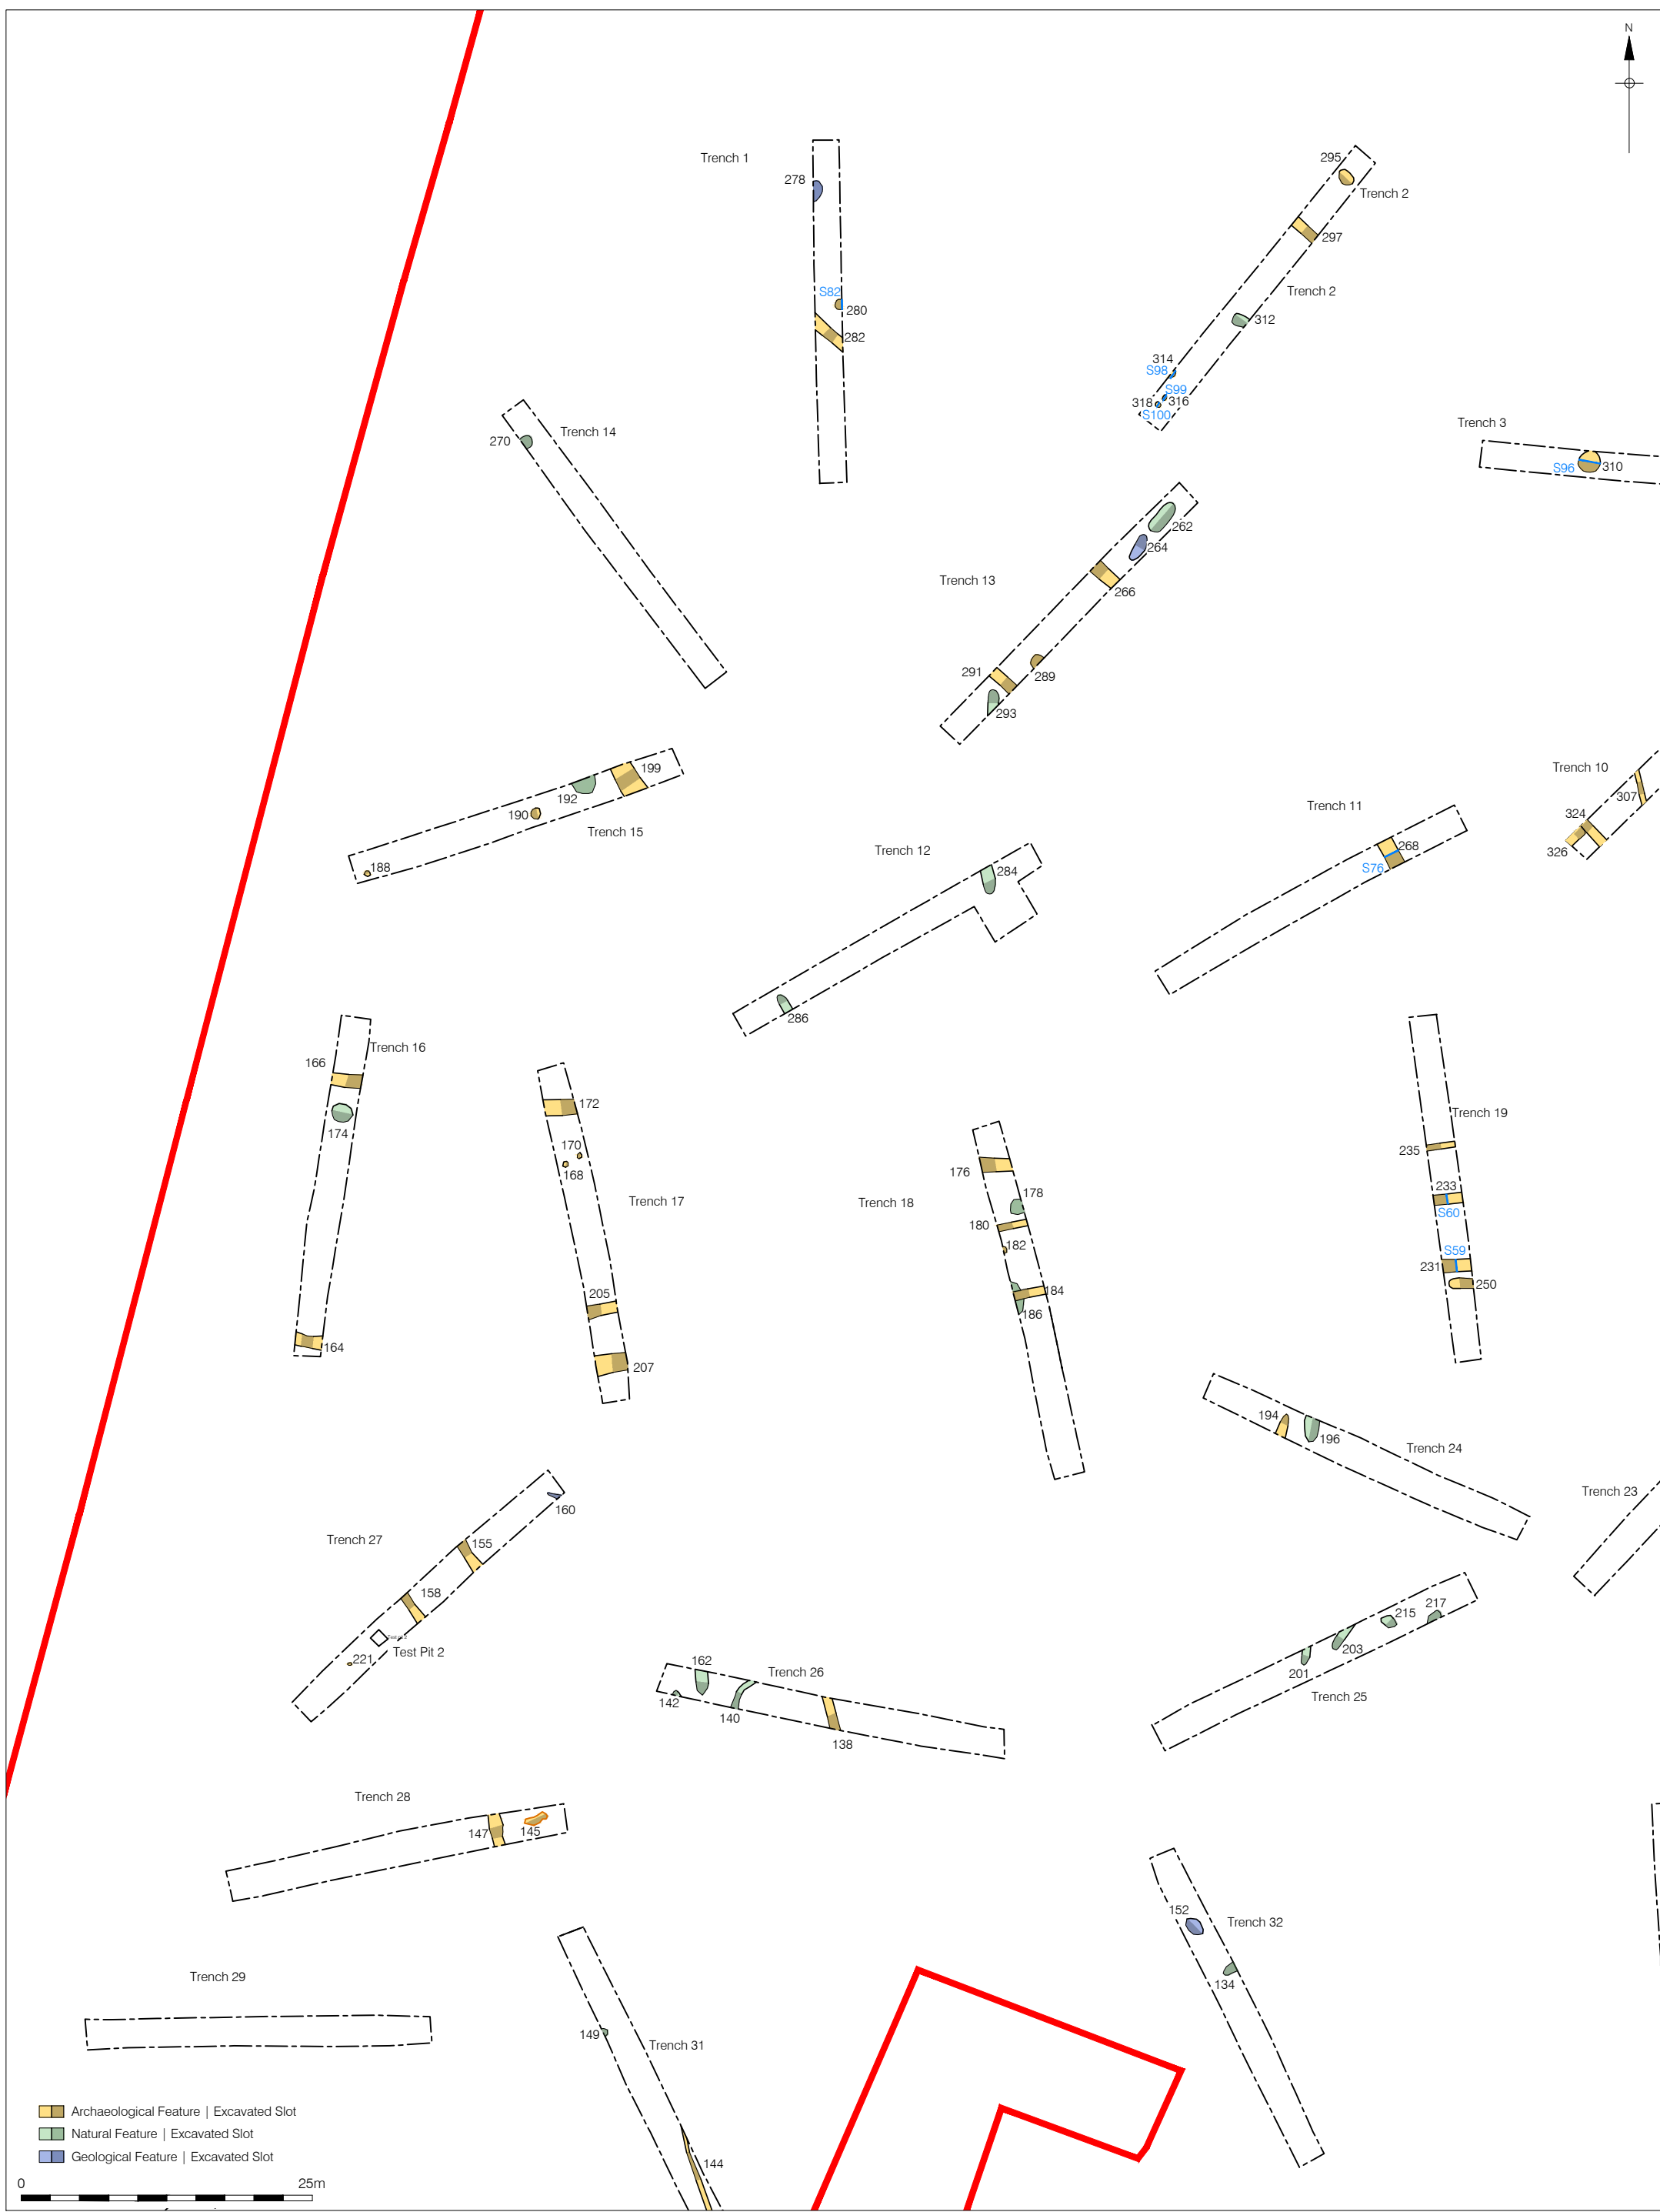 N
Trench 1
278
S82
280
282
295
Trench 2
297
Trench 2
312
314
S98
S99
318
316
S100
Trench 3
S96
310
270
Trench 14
262
264
Trench 13
266
291
289
293
199
192
190
Trench 15
188
Trench 10
307
324
326
Trench 11
268
S76
Trench 12
284
286
Trench 16
166
174
164
172
170
168
Trench 17
205
207
176
178
Trench 18
180
182
184
186
Trench 19
235
233
S60
S59
231
250
194
196
Trench 24
Trench 23
160
Trench 27
155
158
Test Pit 2
221
162
Trench 26
142
140
138
215
217
203
201
Trench 25
Trench 28
147
145
152
Trench 32
134
Trench 29
149
Trench 31
144
Archaeological Feature | Excavated Slot
Natural Feature | Excavated Slot
Geological Feature | Excavated Slot
0
25m